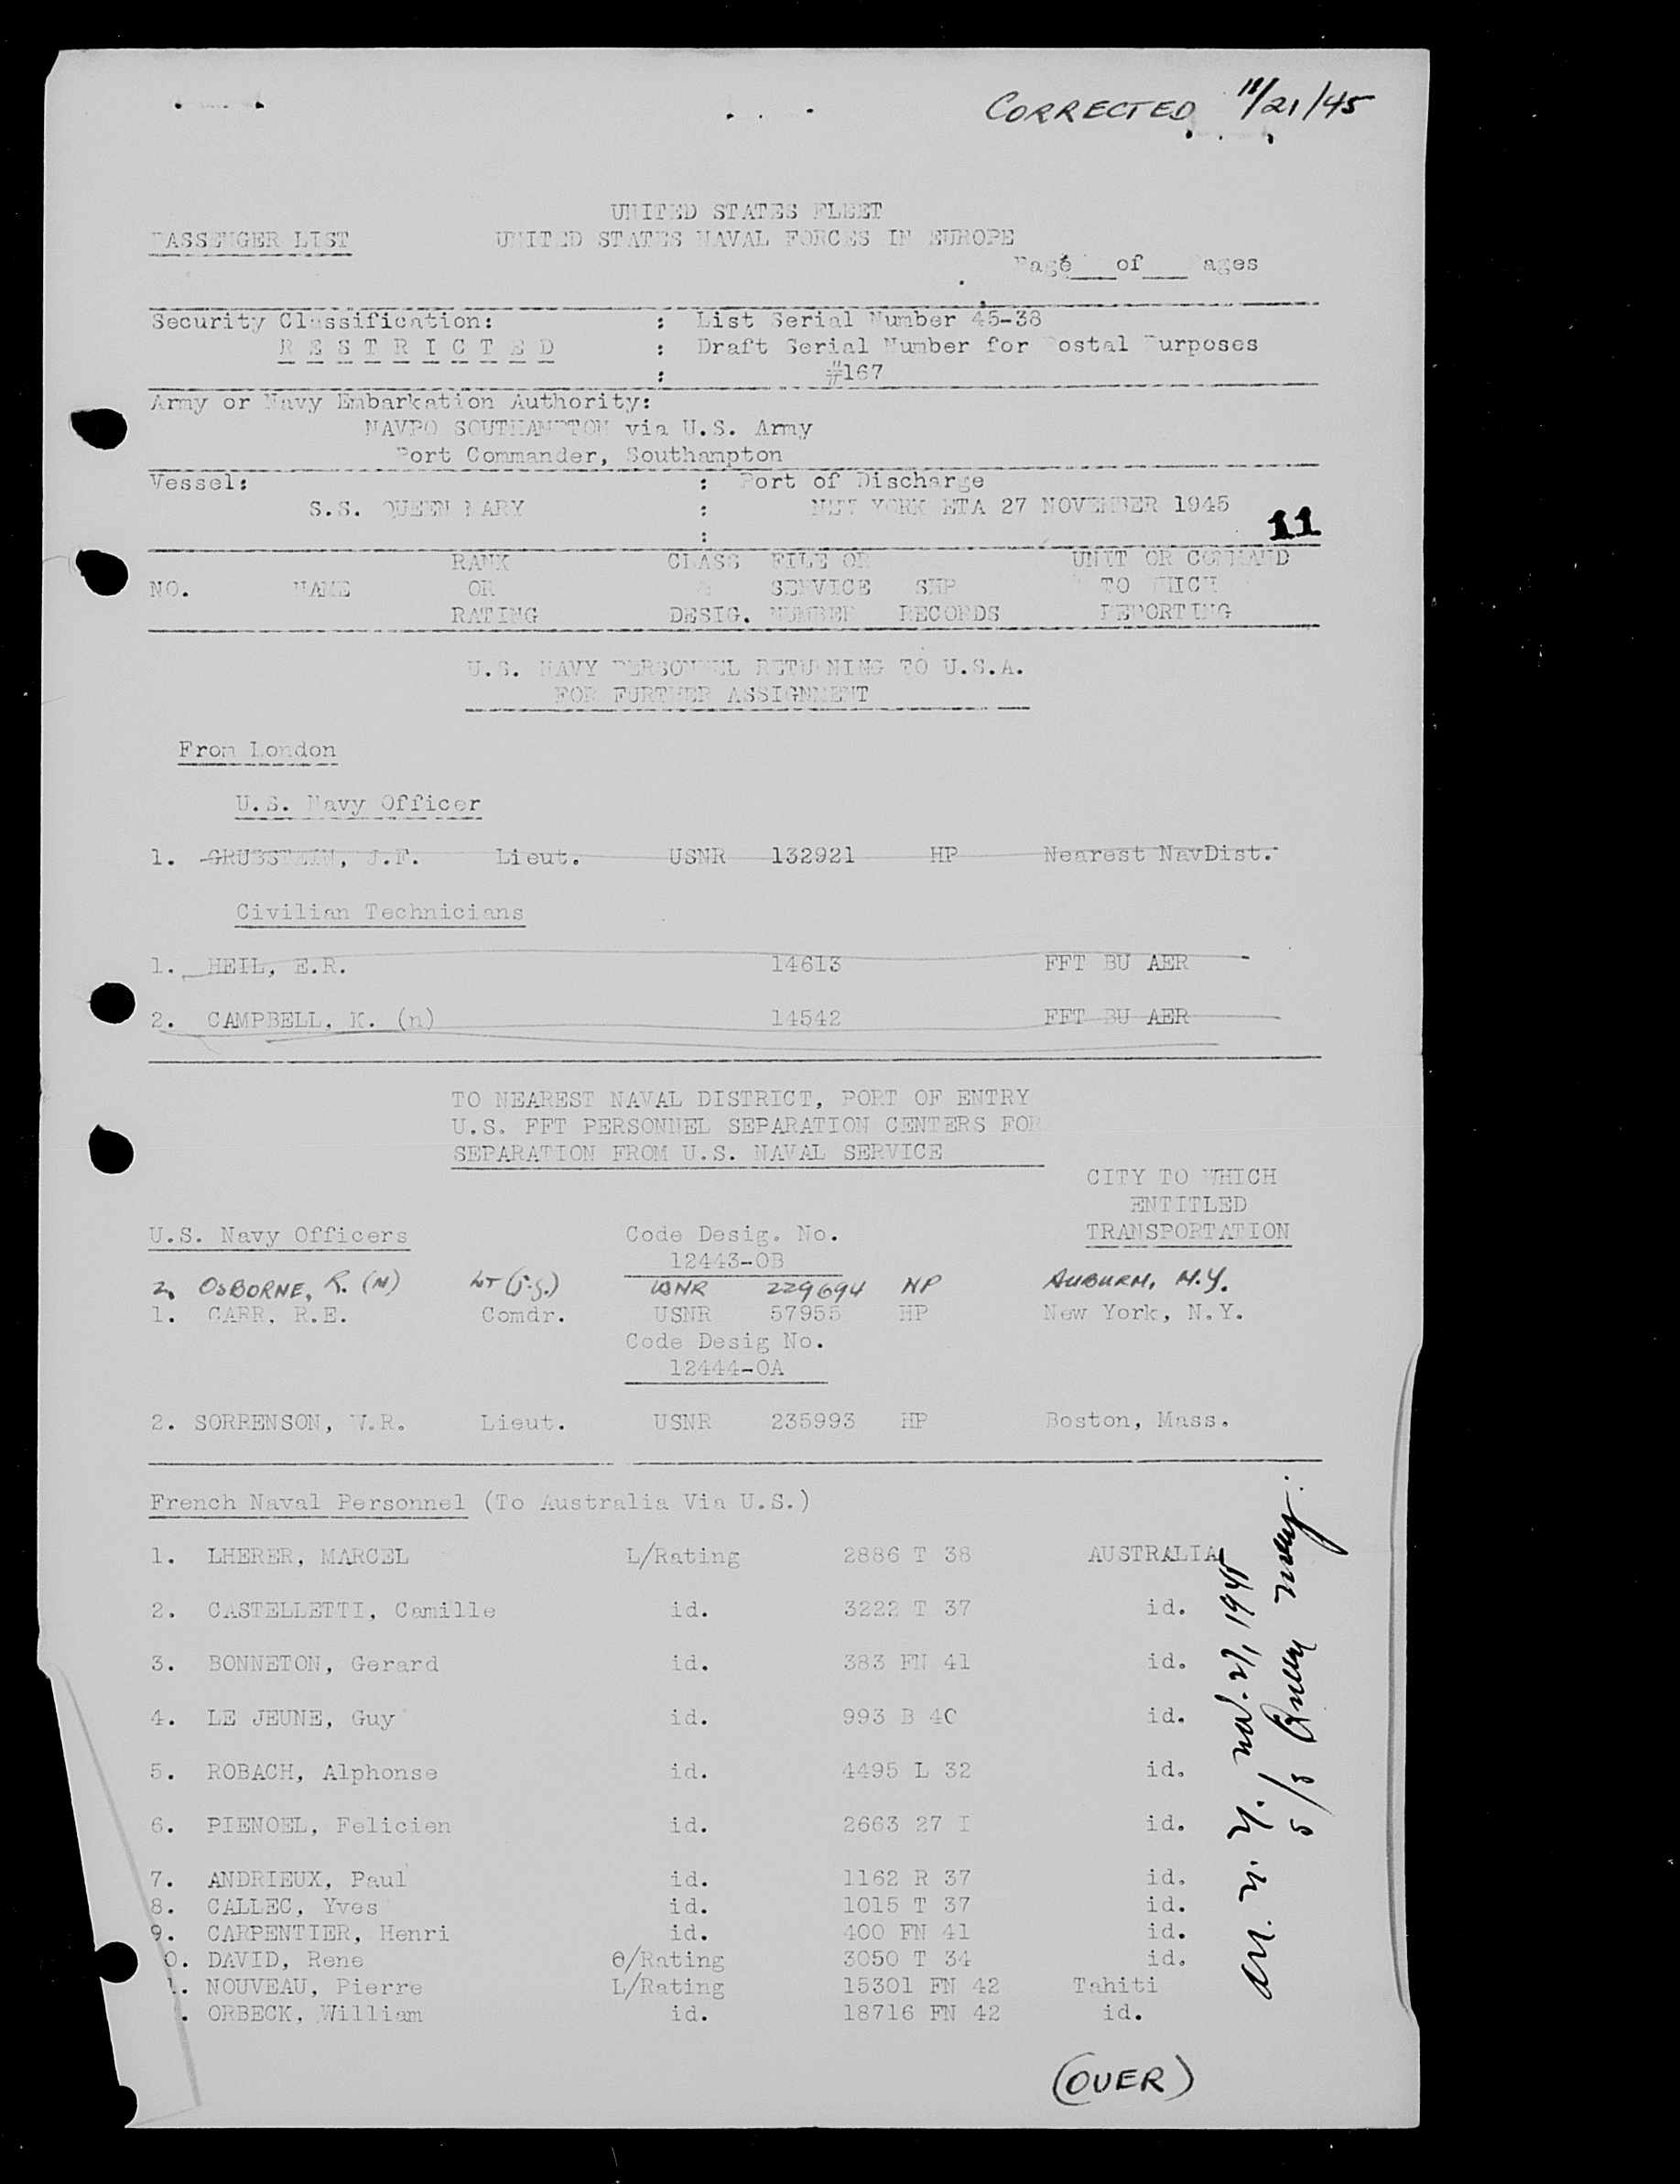 CORRECTED 11/21/45
UNITED STATES FLEET
PASSENGER LIST UNITED STATES NAVAL FORCES IN EUROPE
Page___of___Pages
Security Classification: : List Serial Number 45-38
R E S T R I C T E D : Draft Serial Number for Postal Purposes
: #167
Army or Navy Embarkation Authority:
NAVPO SOUTHAMPTON via U.S. Army
Port Commander, Southampton
Vessel: : Port of Discharge
S.S. QUEEN MARY : NEW YORK ETA 27 NOVEMBER 1945
: 11
RANK CLASS FILE OR UNIT OR COMMAND
NO. NAME OR SERVICE SHP TO WHICH
RATING DESIG. NUMBER RECORDS REPORTING
U.S. NAVY PERSONNEL RETURNING TO U.S.A.
FOR FURTHER ASSIGNMENT
From London
U.S. Navy Officer
1. GRUBSTEIN, J.F. Lieut. USNR 132921 HP Nearest NavDist.
Civilian Technicians
1. HEIL, E.R. 14613 FFT BU AER
2. CAMPBELL, K. (n) 14542 FFT BU AER
TO NEAREST NAVAL DISTRICT, PORT OF ENTRY
U.S. FFT PERSONNEL SEPARATION CENTERS FOR
SEPARATION FROM U.S. NAVAL SERVICE
CITY TO WHICH
ENTITLED
U.S. Navy Officers Code Desig. No. TRANSPORTATION
12443-OB
2. OSBORNE, R. (N) LT (j.g.) USNR 229694 HP AUBURN, N.Y.
1. CARR, R.E. Comdr. USNR 57955 HP New York, N.Y.
Code Desig No.
12444-OA
2. SORRENSON, W.R. Lieut. USNR 235993 HP Boston, Mass.
French Naval Personnel (To Australia Via U.S.)
1. LHERER, MARCEL L/Rating 2886 T 38 AUSTRALIA
2. CASTELLETTI, Camille id. 3222 T 37 id.
3. BONNETON, Gerard id. 383 FN 41 id.
4. LE JEUNE, Guy id. 993 B 40 id.
5. ROBACH, Alphonse id. 4495 L 32 id.
6. PIENOEL, Felicien id. 2663 27 I id.
7. ANDRIEUX, Paul id. 1162 R 37 id.
8. CALLEC, Yves id. 1015 T 37 id.
9. CARPENTIER, Henri id. 400 FN 41 id.
0. DAVID, Rene O/Rating 3050 T 34 id.
1. NOUVEAU, Pierre L/Rating 15301 FN 42 Tahiti
. ORBECK, William id. 18716 FN 42 id.
arr. n. y. nov. 27, 1945
s/s Queen Mary.
(OVER)